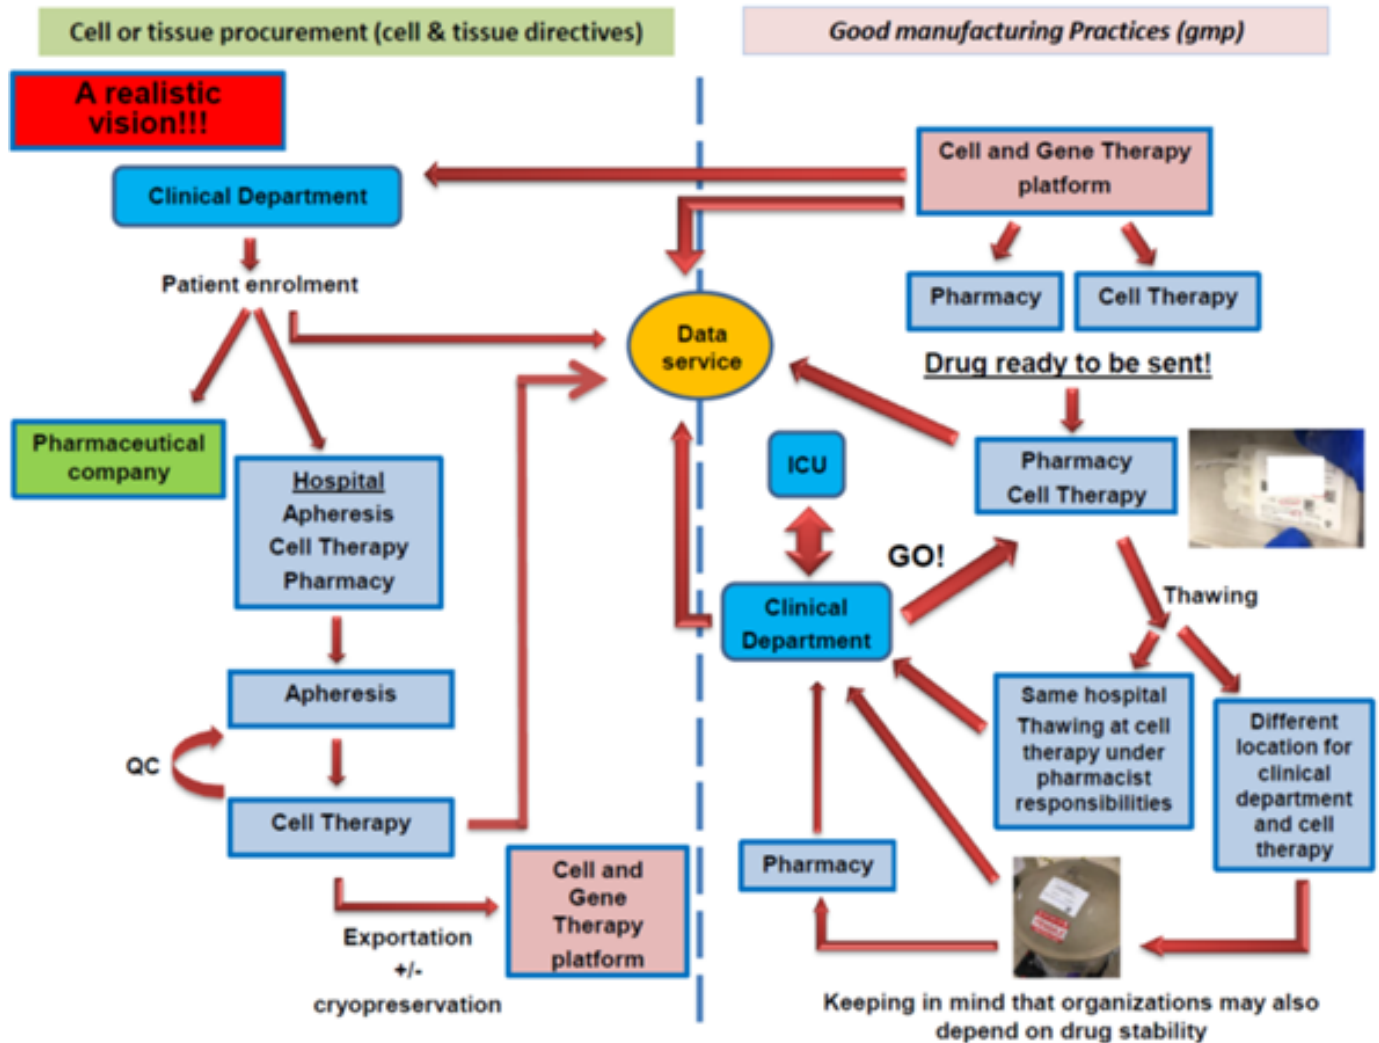 Cell or tissue procurement (cell & tissue directives)
Good manufacturing Practices (gmp)
A realistic
vision!!!
Clinical Department
Patient enrolment
Pharmaceutical
company
Hospital
Apheresis
Cell Therapy
Pharmacy
Apheresis
QC
Cell Therapy
Exportation
+/-
cryopreservation
Cell and
Gene
Therapy
platform
Data
service
Cell and Gene Therapy
platform
Pharmacy
Cell Therapy
Drug ready to be sent!
Pharmacy
Cell Therapy
ICU
GO!
Clinical
Department
Thawing
Same hospital
Thawing at cell
therapy under
pharmacist
responsibilities
Different
location for
clinical
department
and cell
therapy
Pharmacy
Keeping in mind that organizations may also
depend on drug stability